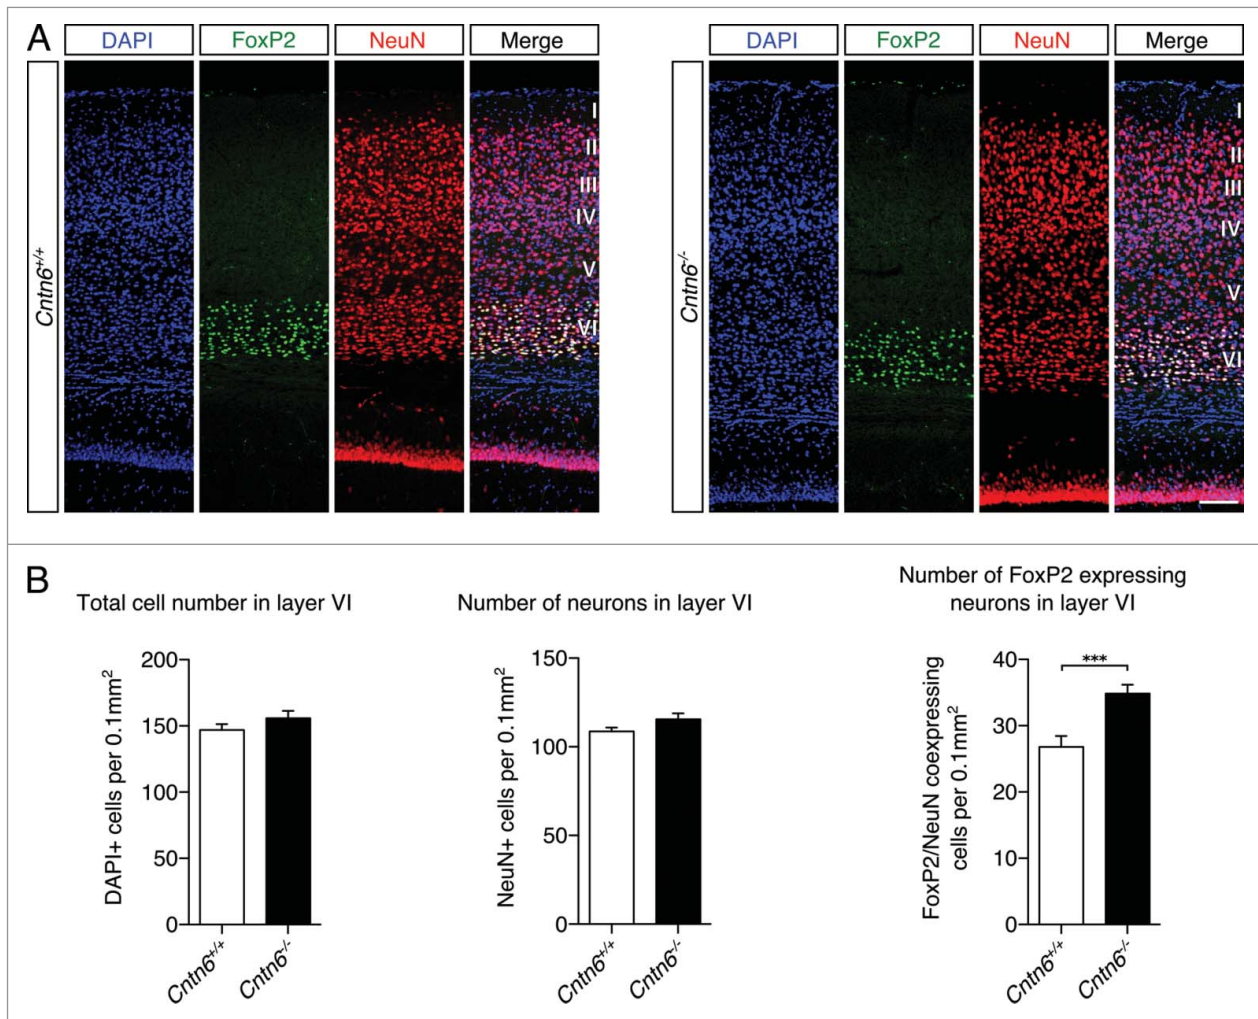 A
DAPI FoxP2 NeuN Merge
DAPI FoxP2 NeuN Merge
Cntn6+/+
I
II
III
IV
V
VI
Cntn6-/-
I
II
III
IV
V
VI
B
Total cell number in layer VI
DAPI+ cells per 0.1mm²
200
150
100
50
0
Cntn6+/+
Cntn6-/-
Number of neurons in layer VI
NeuN+ cells per 0.1mm²
150
100
50
0
Cntn6+/+
Cntn6-/-
Number of FoxP2 expressing
neurons in layer VI
FoxP2/NeuN coexpressing
cells per 0.1mm²
40
30
20
10
0
***
Cntn6+/+
Cntn6-/-